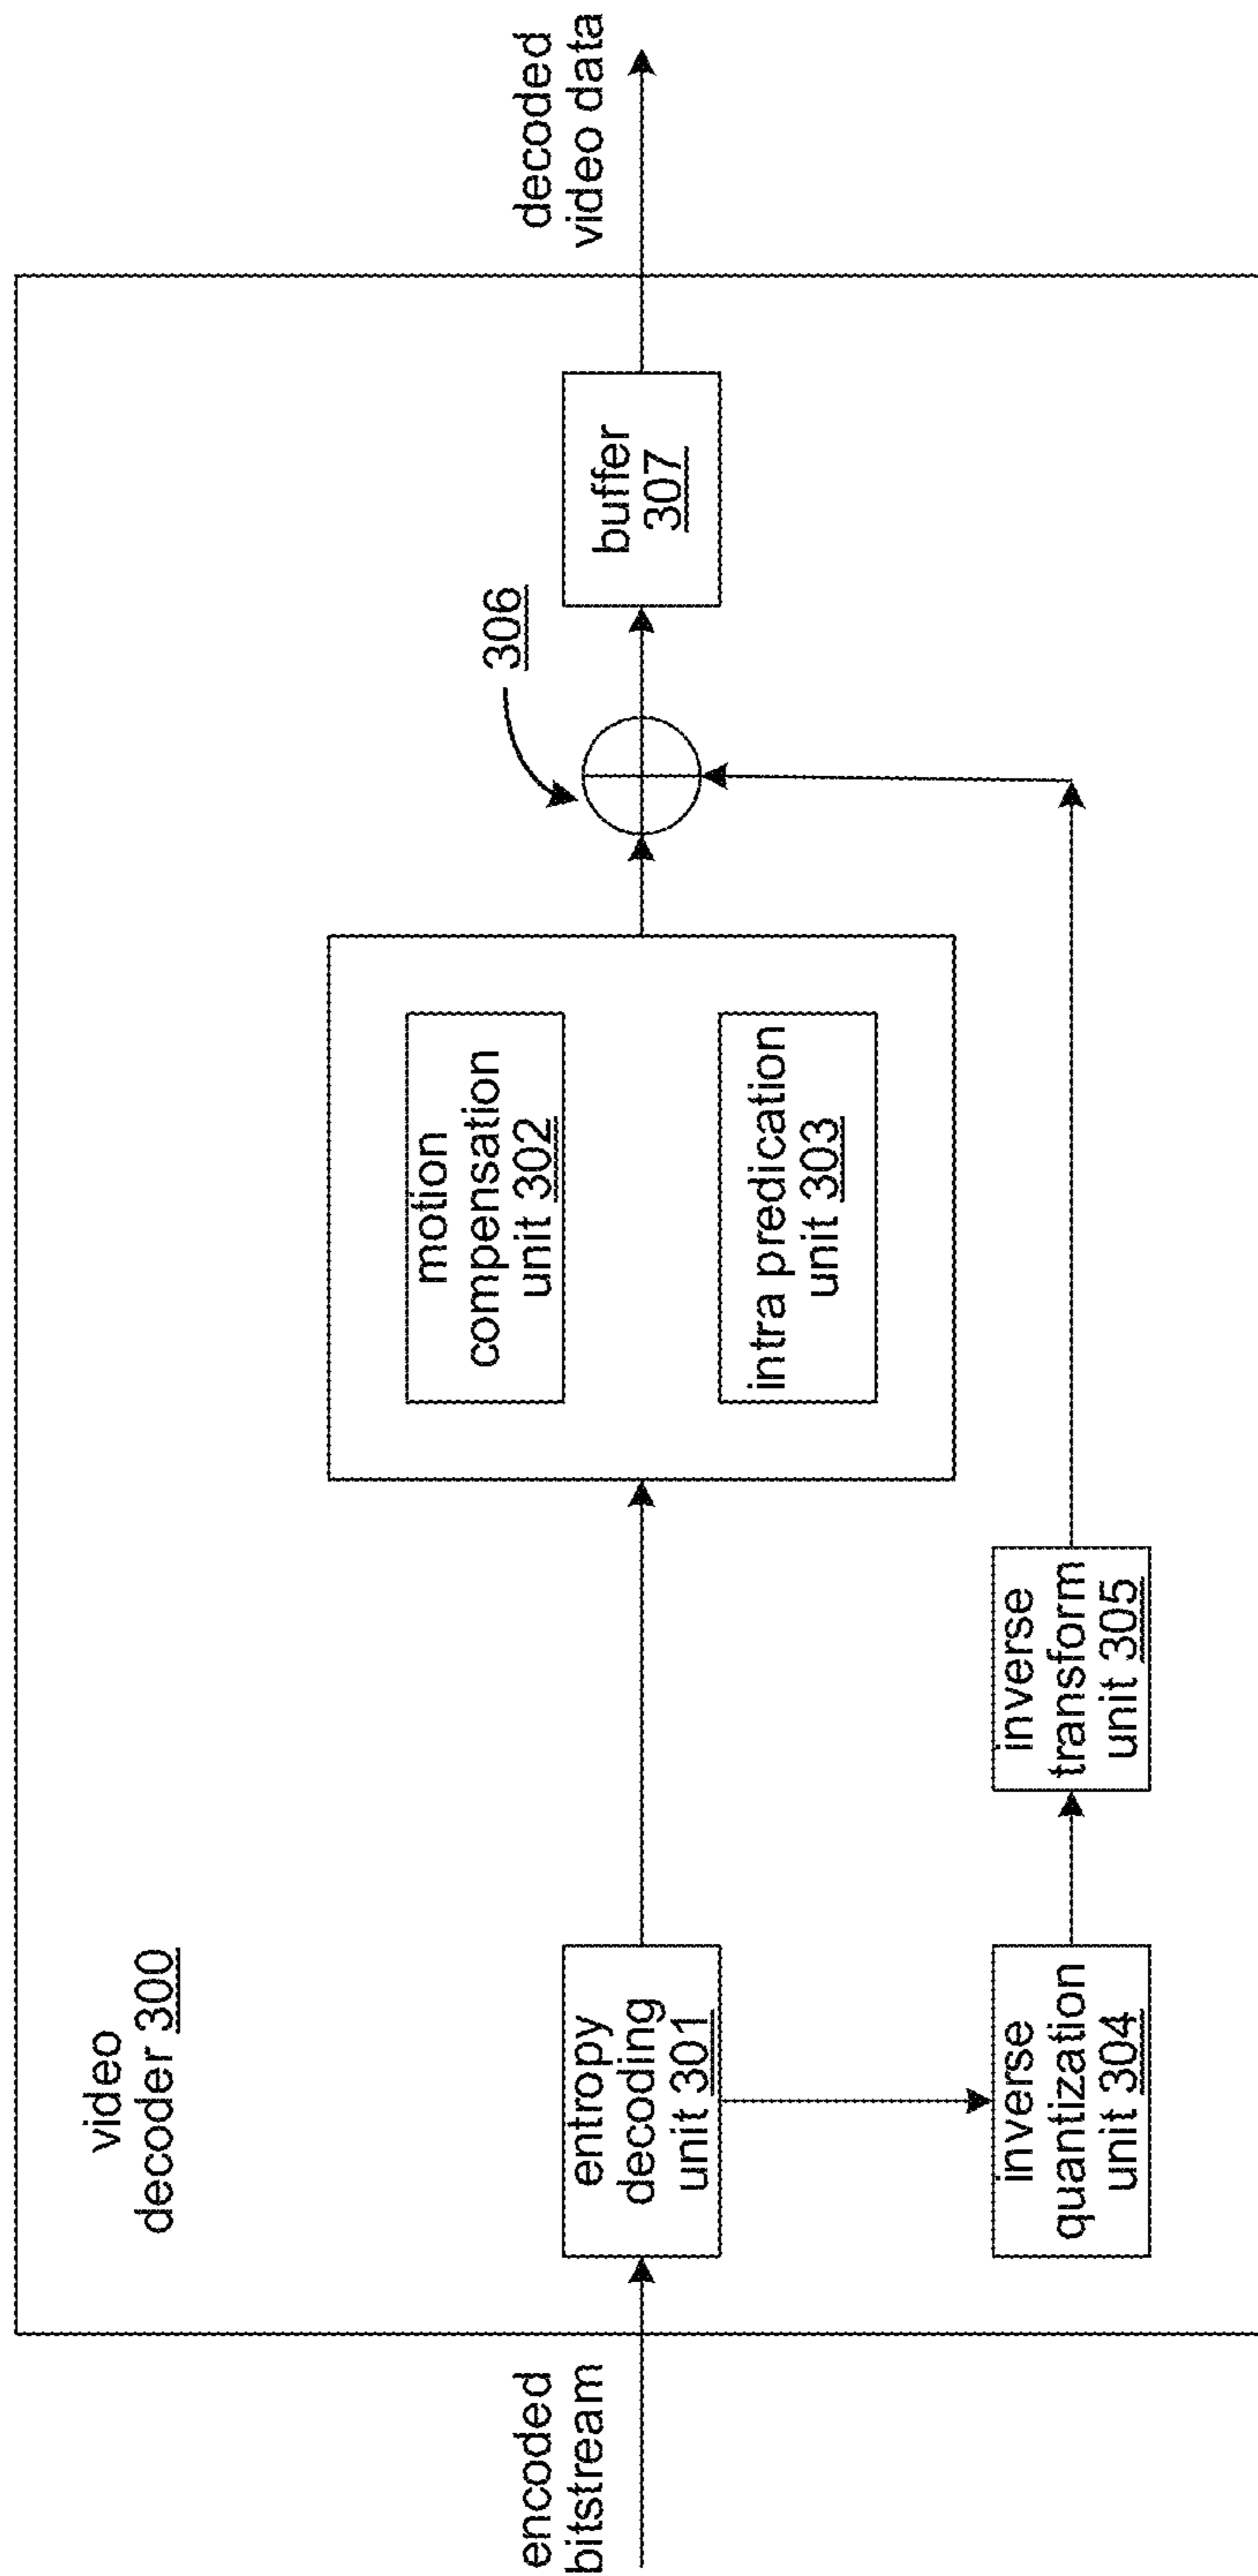 video
decoder 300
encoded
bitstream
entropy
decoding
unit 301
inverse
quantization
unit 304
inverse
transform
unit 305
motion
compensation
unit 302
intra predication
unit 303
306
buffer
307
decoded
video data